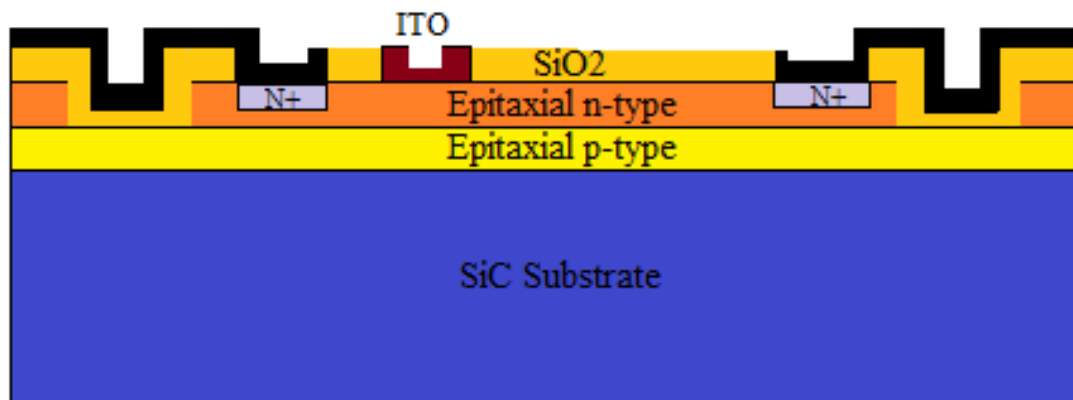 ITO
SiO2
N+
Epitaxial n-type
N+
Epitaxial p-type
SiC Substrate